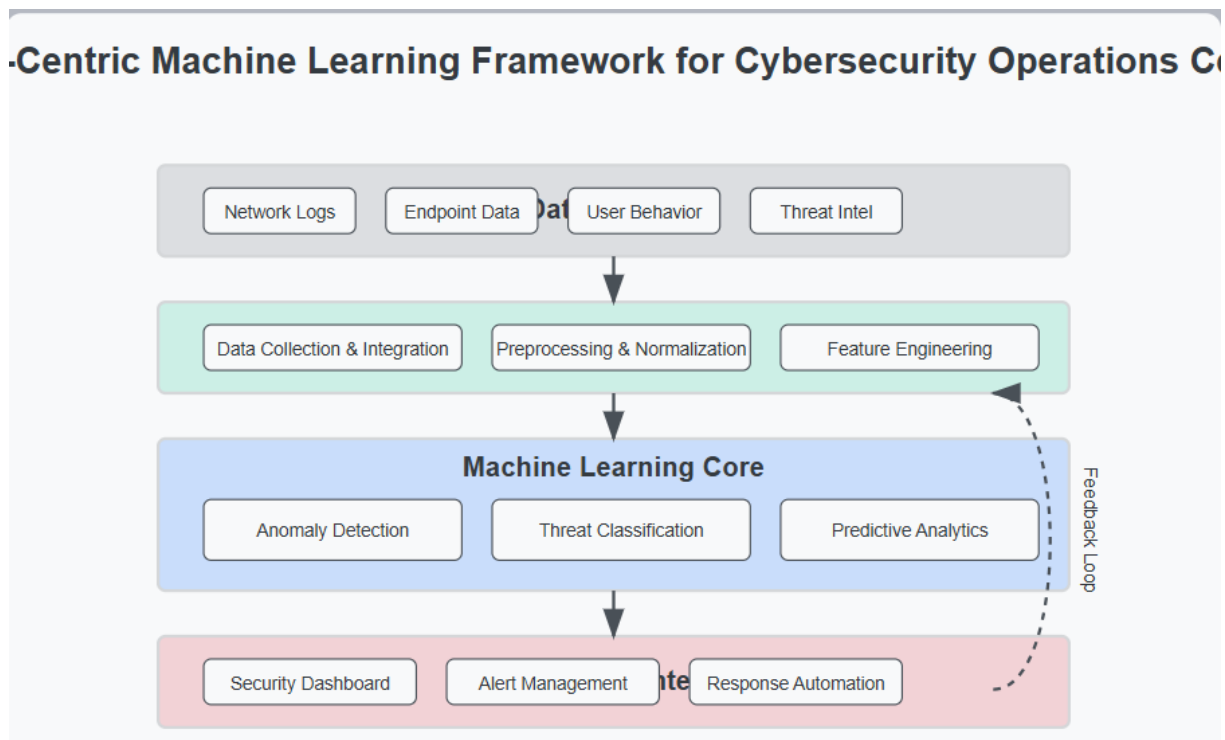 -Centric Machine Learning Framework for Cybersecurity Operations Ce
Network Logs
Endpoint Data
Dat
User Behavior
Threat Intel
Data Collection & Integration
Preprocessing & Normalization
Feature Engineering
Machine Learning Core
Anomaly Detection
Threat Classification
Predictive Analytics
Feedback Loop
Security Dashboard
Alert Management
nte
Response Automation